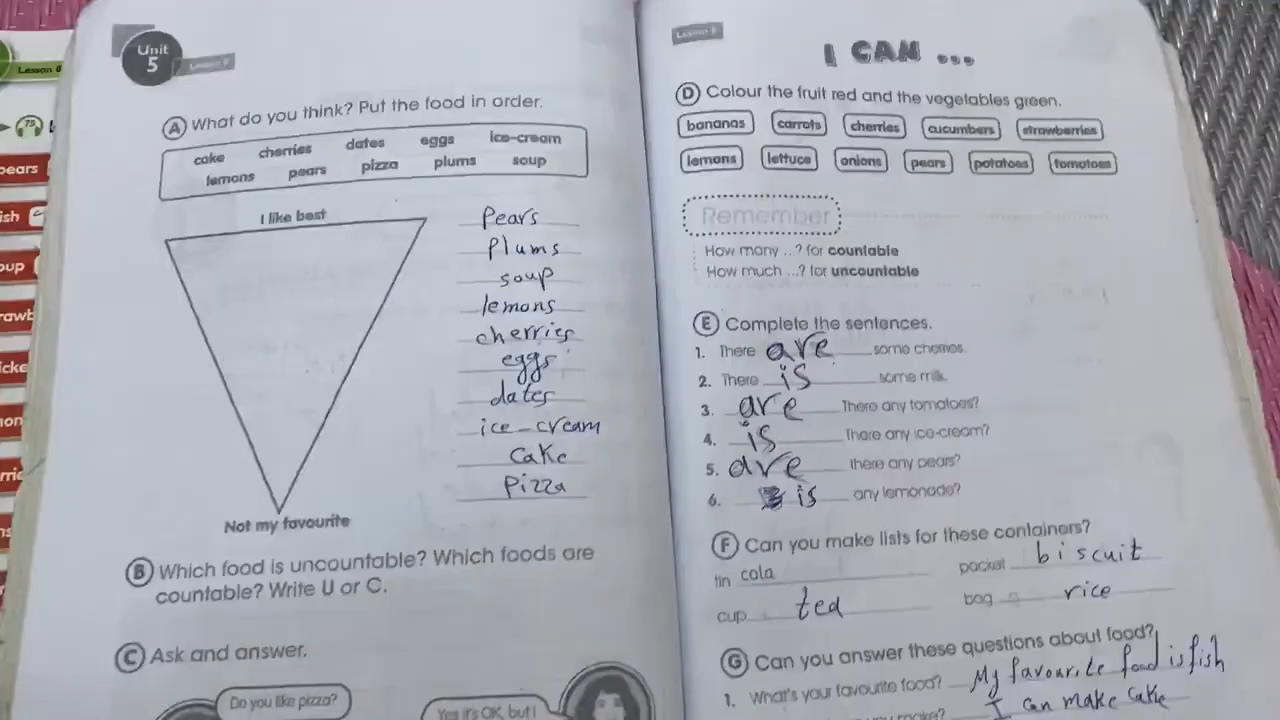 Unit
5
Lesson 6
75
A What do you think? Put the food in order.
cake cherries dates eggs ice-cream
lemons pears pizza plums soup
I like best
Not my favourite
Pears
Plums
soup
lemons
cherries
eggs
dates
ice-cream
Cake
Pizza
B Which food is uncountable? Which foods are
countable? Write U or C.
C Ask and answer.
Do you like pizza?
Yes it's OK, but I
I CAN ...
D Colour the fruit red and the vegetables green.
bananas carrots cherries cucumbers strawberries
lemons lettuce onions pears potatoes tomatoes
Remember
How many ...? for countable
How much ...? for uncountable
E Complete the sentences.
1. There are some cherries.
2. There is some milk.
3. are There any tomatoes?
4. is There any ice-cream?
5. are there any pears?
6. is any lemonade?
F Can you make lists for these containers?
tin cola packet biscuit
cup tea bag rice
G Can you answer these questions about food?
1. What's your favourite food? My favourite food is fish
I can make cake